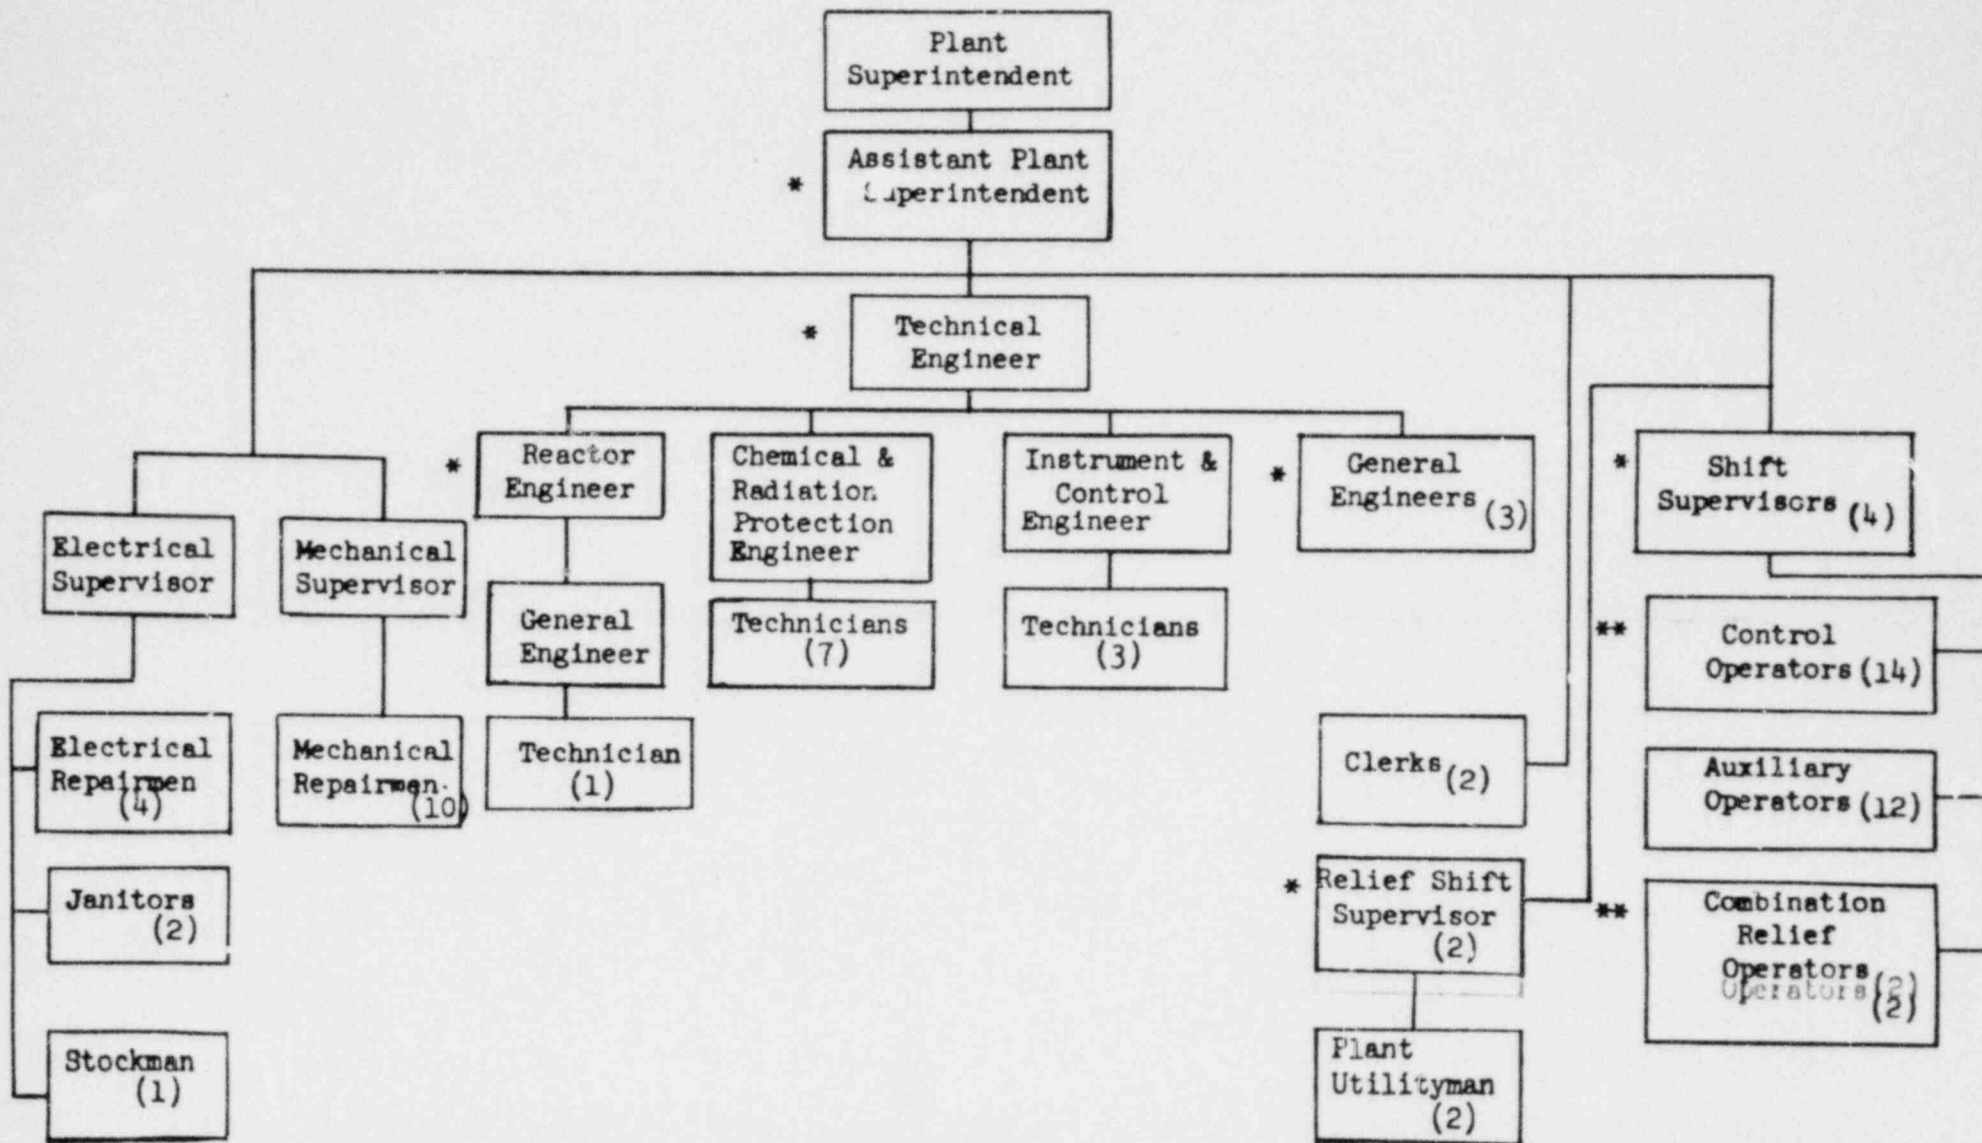 Plant
Superintendent
*
Assistant Plant
Superintendent
*
Technical
Engineer
*
Reactor
Engineer
Chemical &
Radiation
Protection
Engineer
Instrument &
Control
Engineer
*
General
Engineers (3)
*
Shift
Supervisors (4)
Electrical
Supervisor
Mechanical
Supervisor
General
Engineer
Technicians
(7)
Technicians
(3)
**
Control
Operators (14)
Electrical
Repairmen
(4)
Mechanical
Repairmen
(10)
Technician
(1)
Clerks (2)
Auxiliary
Operators (12)
Janitors
(2)
*
Relief Shift
Supervisor
(2)
**
Combination
Relief
Operators
Operators (2)
(2)
Stockman
(1)
Plant
Utilityman
(2)